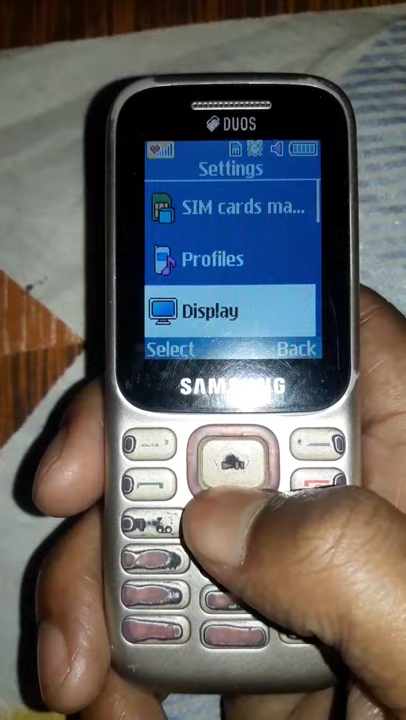 DUOS
Settings
SIM cards ma...
Profiles
Display
Select Back
SAMSUNG